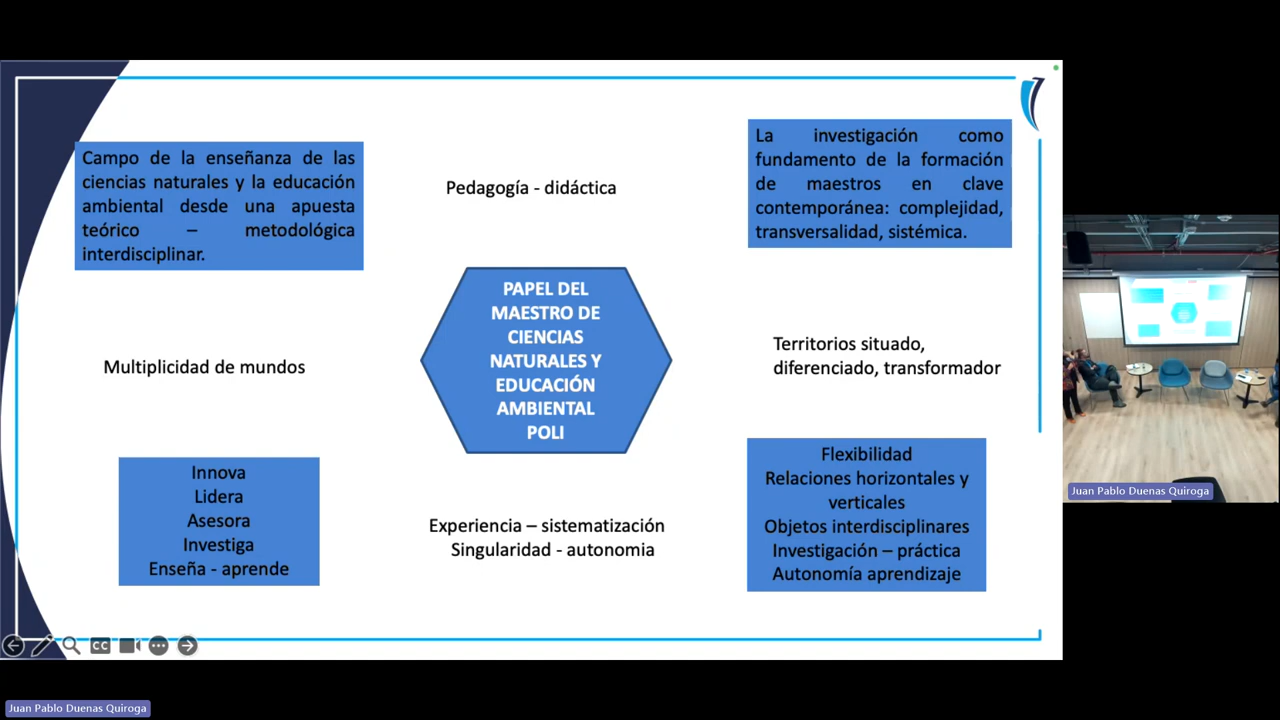 Campo de la enseñanza de las
ciencias naturales y la educación
ambiental desde una apuesta
teórico – metodológica
interdisciplinar.
Pedagogía - didáctica
La investigación como
fundamento de la formación
de maestros en clave
contemporánea: complejidad,
transversalidad, sistémica.
PAPEL DEL
MAESTRO DE
CIENCIAS
NATURALES Y
EDUCACIÓN
AMBIENTAL
POLI
Multiplicidad de mundos
Territorios situado,
diferenciado, transformador
Innova
Lidera
Asesora
Investiga
Enseña - aprende
Experiencia – sistematización
Singularidad - autonomia
Flexibilidad
Relaciones horizontales y
verticales
Objetos interdisciplinares
Investigación – práctica
Autonomía aprendizaje
CC
Juan Pablo Duenas Quiroga
Juan Pablo Duenas Quiroga